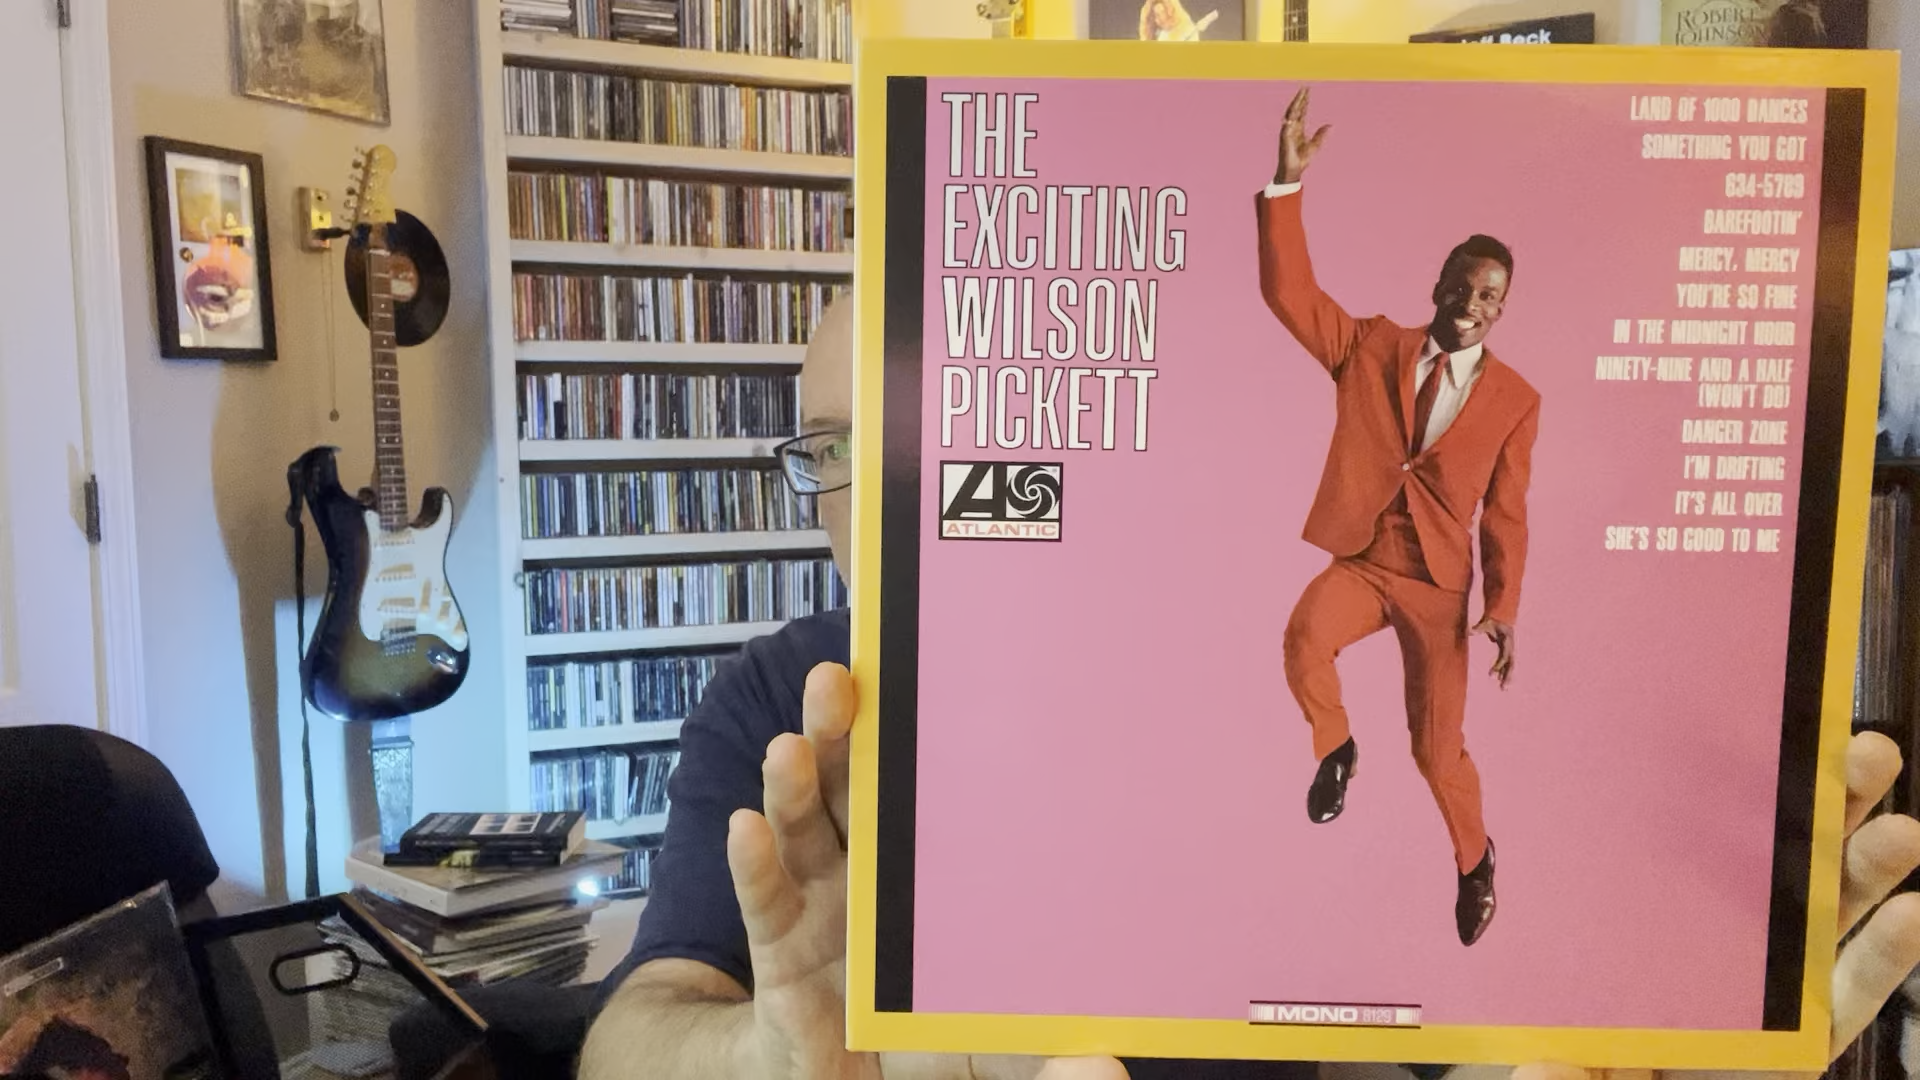 Jeff Beck
ROBERT
JOHNSON
THE
EXCITING
WILSON
PICKETT
ATLANTIC
LAND OF 1000 DANCES
SOMETHING YOU GOT
634-5789
BAREFOOTIN'
MERCY, MERCY
YOU'RE SO FINE
IN THE MIDNIGHT HOUR
NINETY-NINE AND A HALF
(WON'T DO)
DANGER ZONE
I'M DRIFTING
IT'S ALL OVER
SHE'S SO GOOD TO ME
MONO 8129